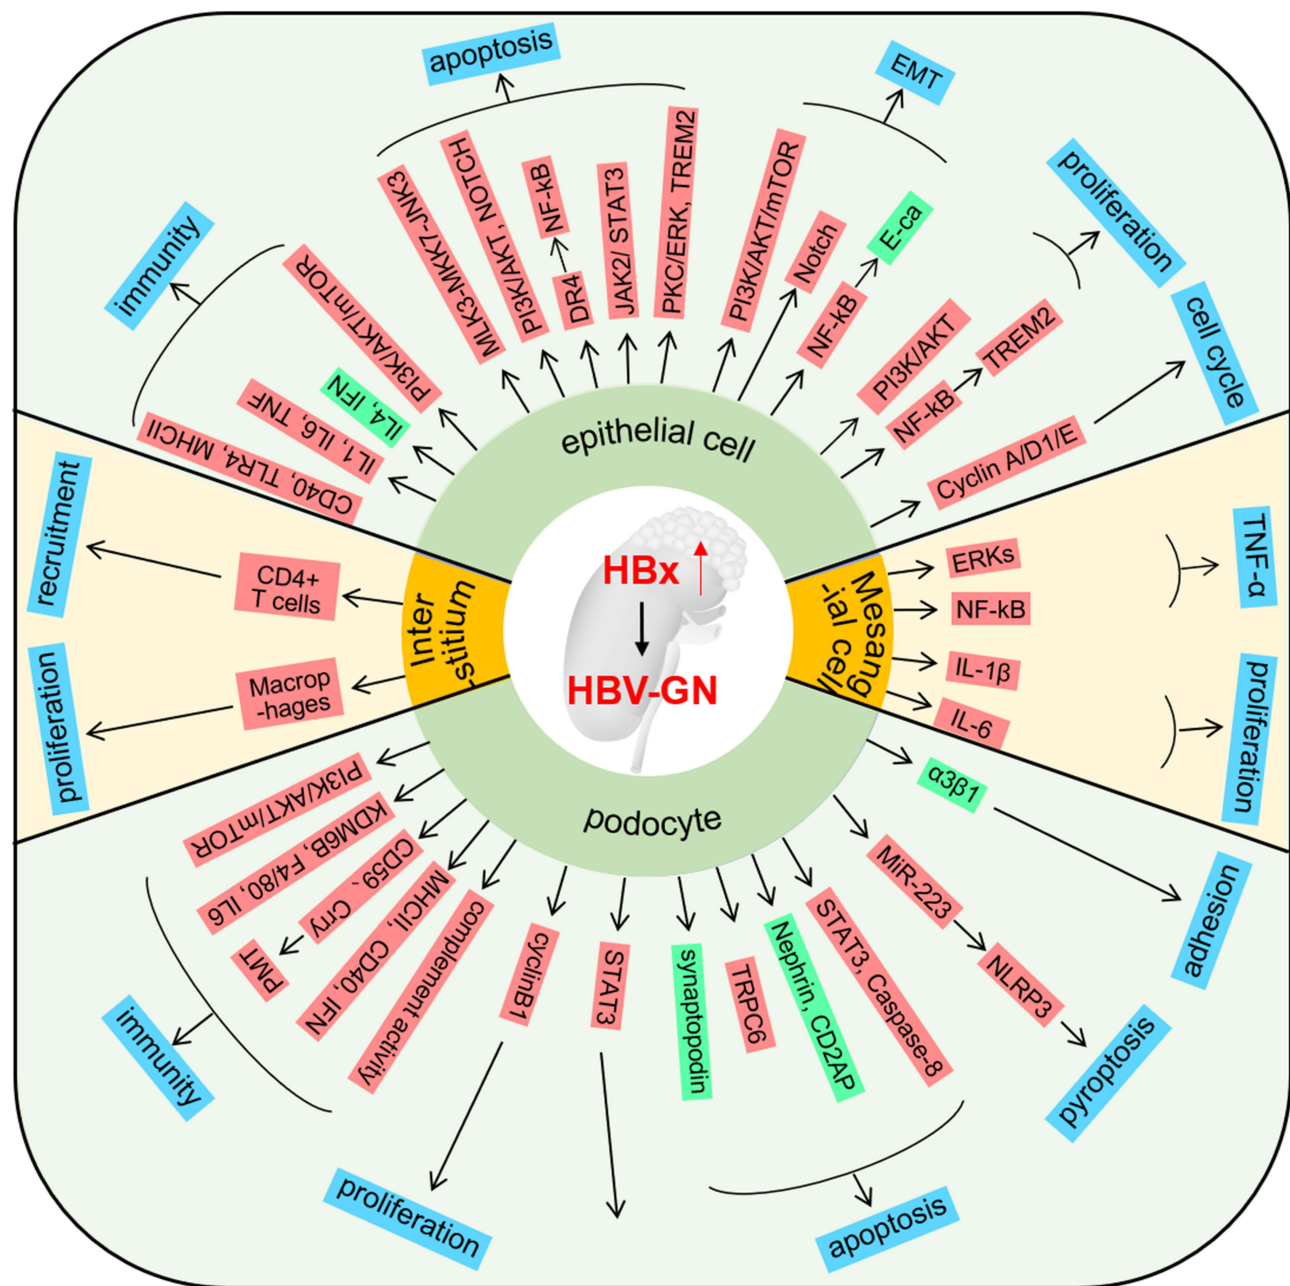 apoptosis
EMT
proliferation
cell cycle
immunity
MLK3-MKK7-JNK3
PI3K/AKT, NOTCH
NF-kB
DR4
JAK2/ STAT3
PKC/ERK, TREM2
PI3K/AKT/mTOR
Notch
NF-kB
E-ca
PI3K/AKT
NF-kB
TREM2
Cyclin A/D1/E
PI3K/AKT/mTOR
IL4, IFN
IL1, IL6, TNF
CD40, TLR4, MHCII
epithelial cell
recruitment
CD4+
T cells
proliferation
Macrop
-hages
Inter
-stitium
HBx
HBV-GN
Mesang
-ial cell
ERKs
NF-kB
IL-1β
IL-6
TNF-α
proliferation
podocyte
PI3K/AKT/mTOR
KDM6B, F4/80, IL6
CD59、Crry
PMT
MHCII, CD40, IFN
complement activity
immunity
cyclinB1
proliferation
STAT3
synaptopodin
TRPC6
Nephrin, CD2AP
STAT3, Caspase-8
apoptosis
MiR-223
NLRP3
pyroptosis
α3β1
adhesion